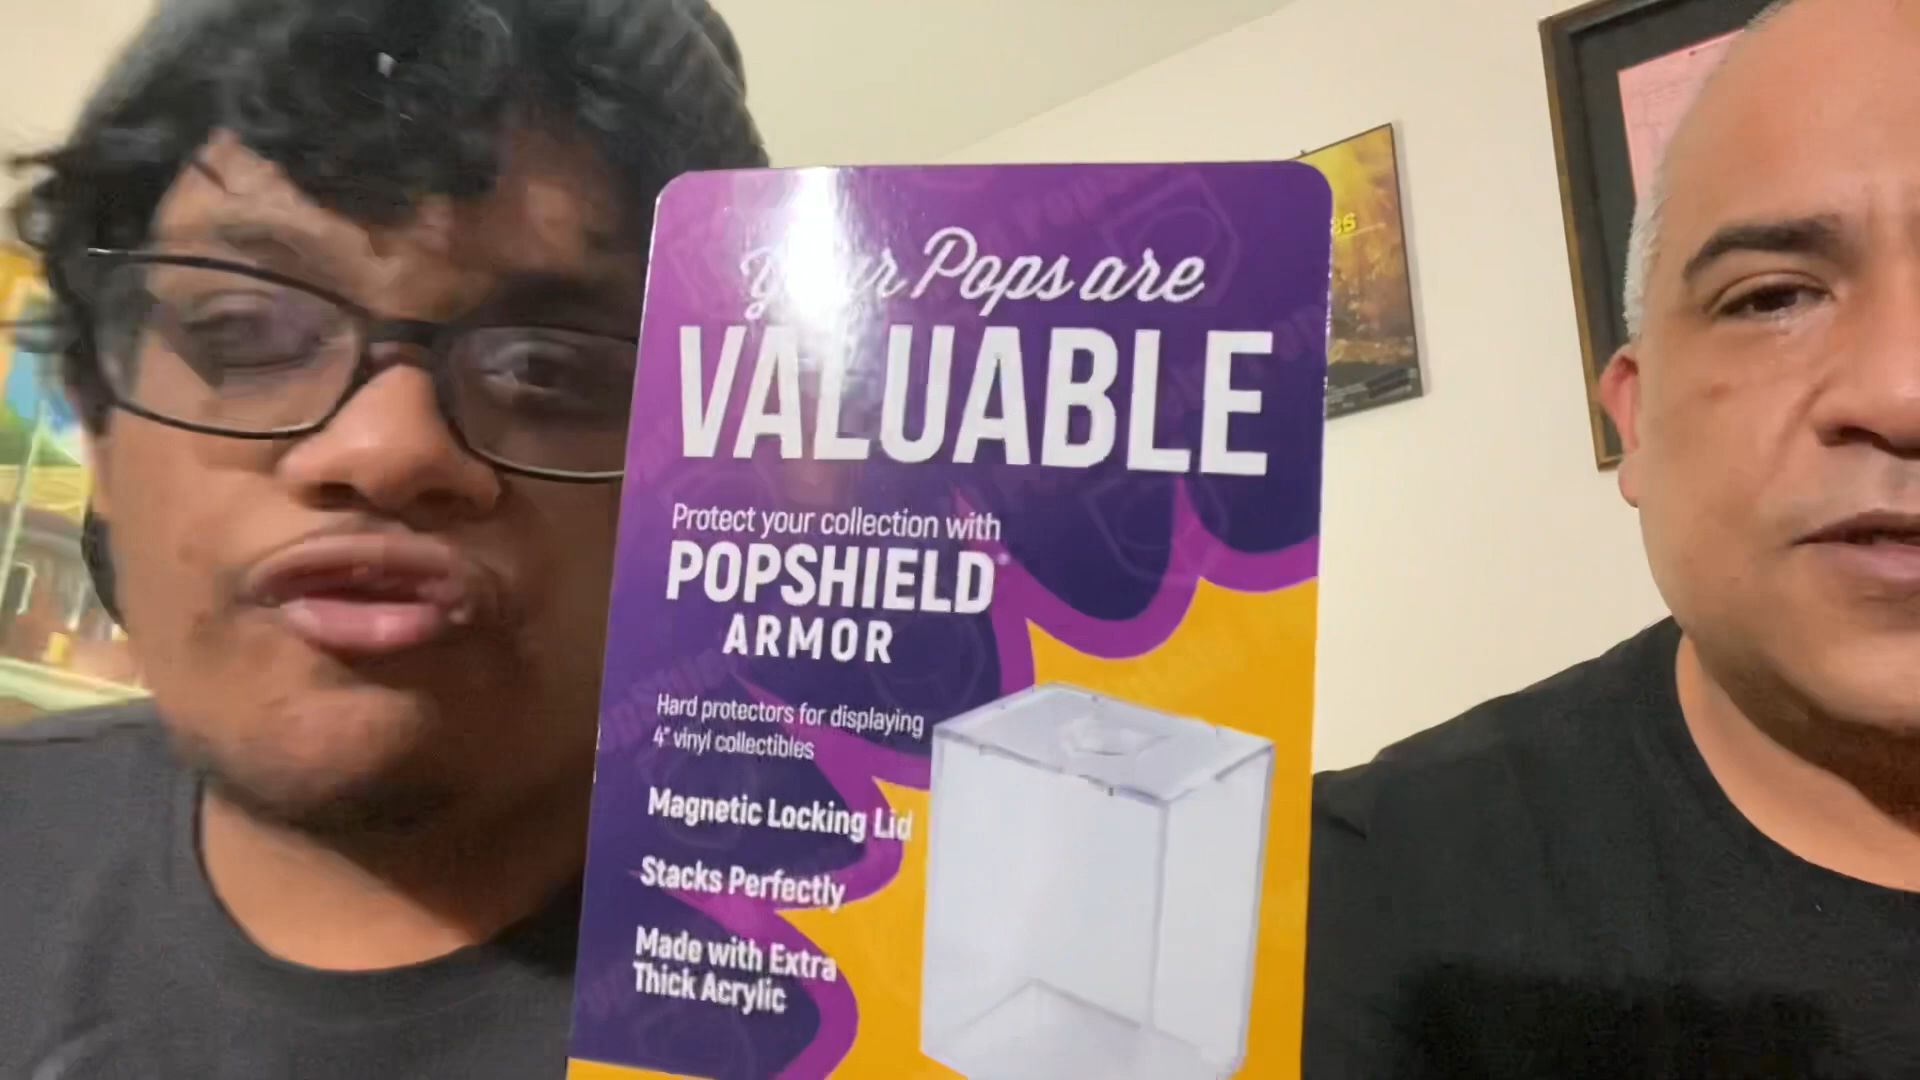 Your Pops are
VALUABLE
Protect your collection with
POPSHIELD
ARMOR
Hard protectors for displaying
4" vinyl collectibles
Magnetic Locking Lid
Stacks Perfectly
Made with Extra
Thick Acrylic